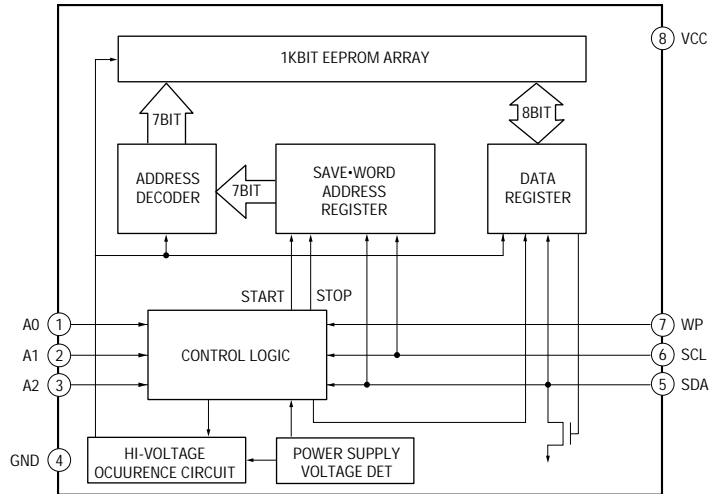 1KBIT EEPROM ARRAY
8 VCC
7BIT
8BIT
ADDRESS
DECODER
7BIT
SAVE•WORD
ADDRESS
REGISTER
DATA
REGISTER
START
STOP
A0 1
A1 2
A2 3
CONTROL LOGIC
7 WP
6 SCL
5 SDA
GND 4
HI-VOLTAGE
OCUURENCE CIRCUIT
POWER SUPPLY
VOLTAGE DET